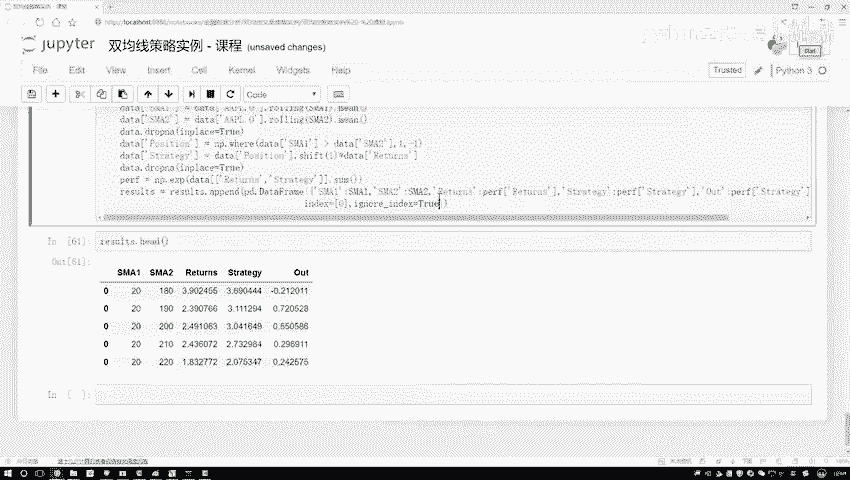 http://localhost:8888/notebooks/
jupyter 双均线策略实例 - 课程 (unsaved changes)
File Edit View Insert Cell Kernel Widgets Help
Trusted Python 3
Code
data['SMA1'] = data['AAPL.O'].rolling(SMA1).mean()
data['SMA2'] = data['AAPL.O'].rolling(SMA2).mean()
data.dropna(inplace=True)
data['Position'] = np.where(data['SMA1'] > data['SMA2'],1,-1)
data['Strategy'] = data['Position'].shift(1)*data['Returns']
data.dropna(inplace=True)
perf = np.exp(data[['Returns','Strategy']].sum())
results = results.append(pd.DataFrame({'SMA1':SMA1,'SMA2':SMA2,'Returns':perf['Returns'],'Strategy':perf['Strategy'],'Out':perf['Strategy']
index=[0],ignore_index=True))
In [61] results.head()
Out[61]:
SMA1 SMA2 Returns Strategy Out
0 20 180 3.902455 3.690444 -0.212011
0 20 190 2.390766 3.111294 0.720528
0 20 200 2.491063 3.041649 0.550586
0 20 210 2.436072 2.732984 0.296911
0 20 220 1.832772 2.075347 0.242575
In [ ]: